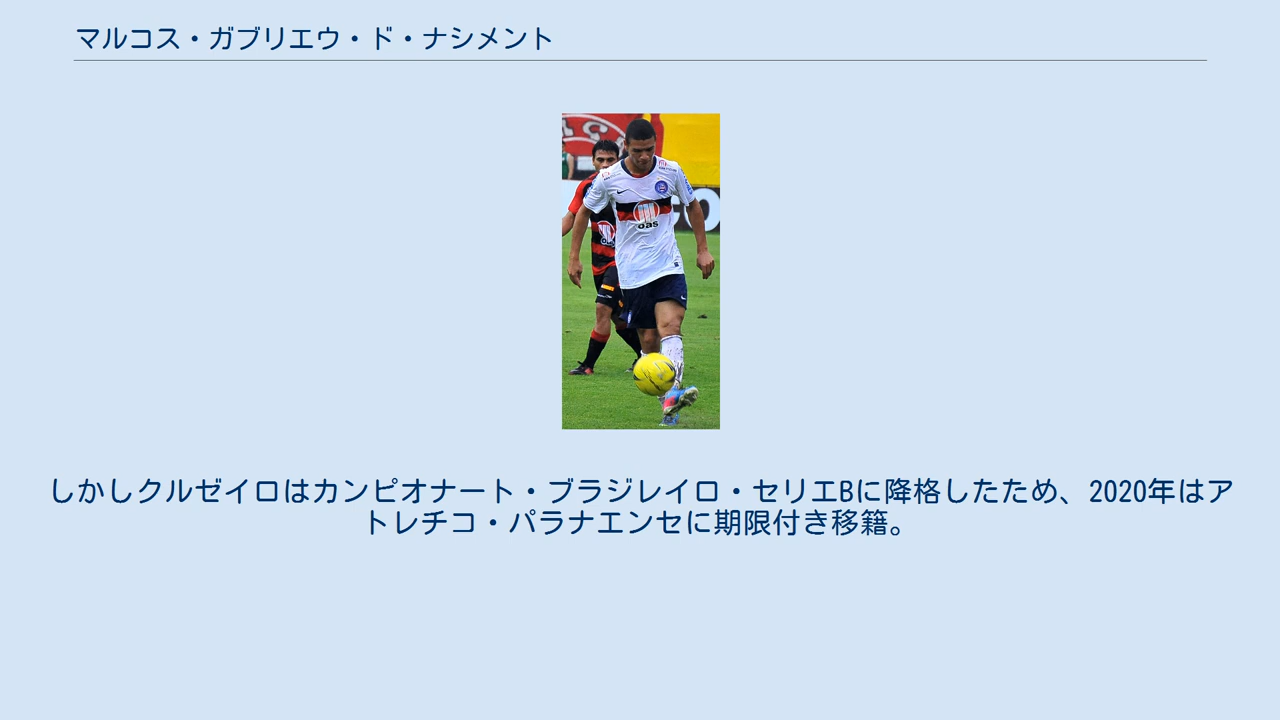 マルコス・ガブリエウ・ド・ナシメント
oas
しかしクルゼイロはカンピオナート・ブラジレイロ・セリエBに降格したため、2020年はア
トレチコ・パラナエンセに期限付き移籍。